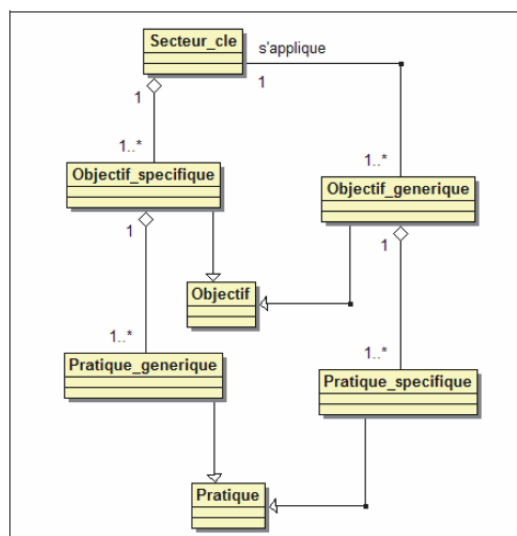 Secteur_cle
s'applique
1
1
1..*
1..*
Objectif_specifique
Objectif_generique
1
1
Objectif
1..*
1..*
Pratique_generique
Pratique_specifique
Pratique